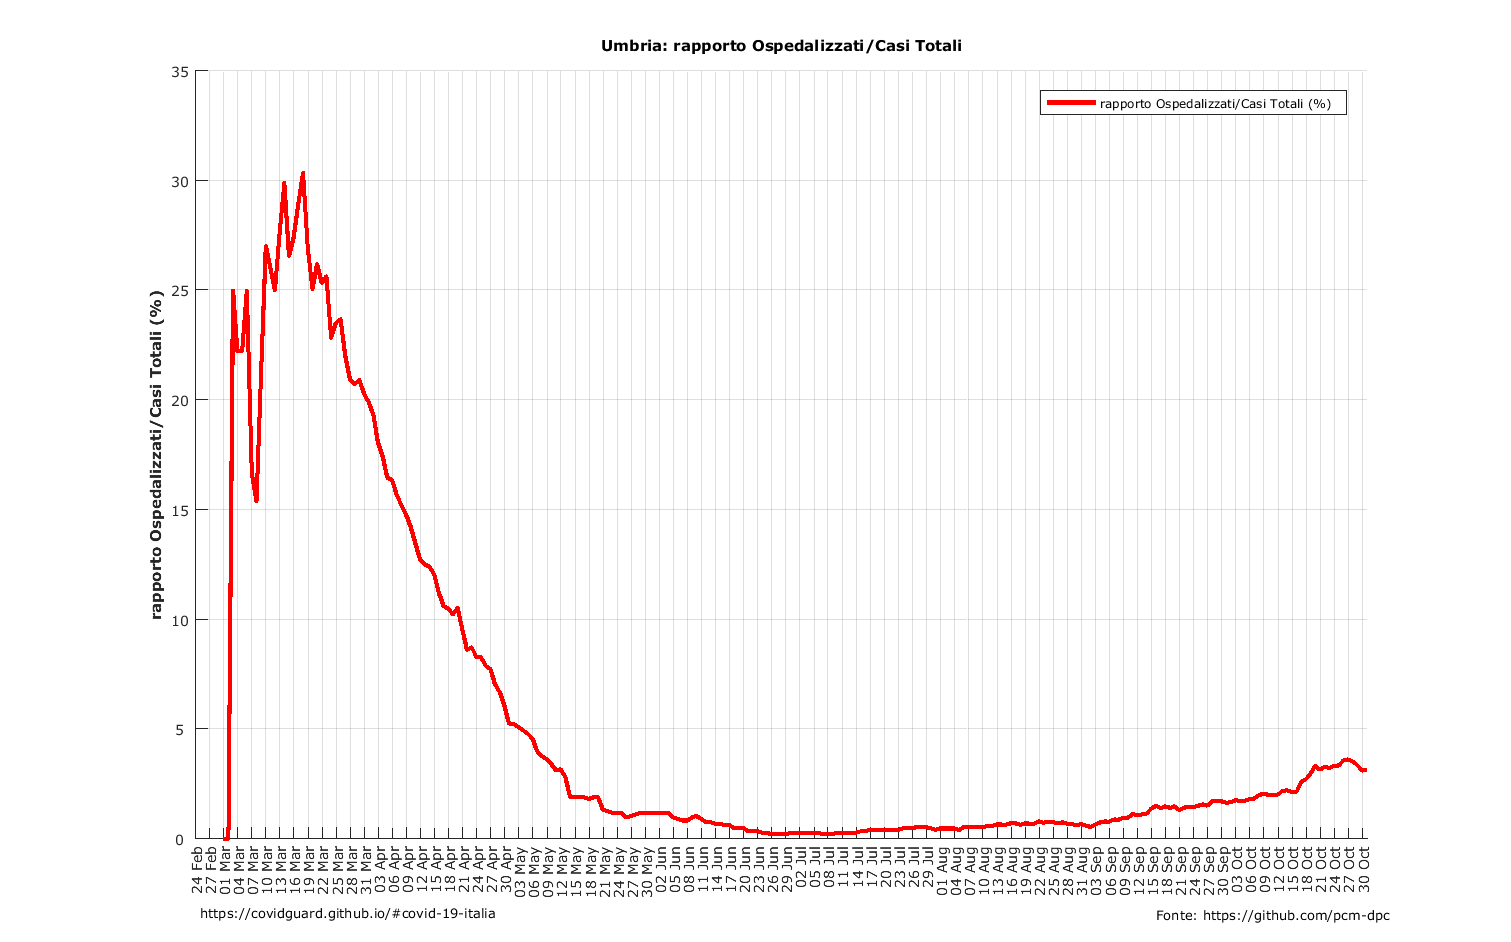 Umbria: rapporto Ospedalizzati/Casi Totali
rapporto Ospedalizzati/Casi Totali (%)
rapporto Ospedalizzati/Casi Totali (%)
35
30
25
20
15
10
5
0
24 Feb
27 Feb
01 Mar
04 Mar
07 Mar
10 Mar
13 Mar
16 Mar
19 Mar
22 Mar
25 Mar
28 Mar
31 Mar
03 Apr
06 Apr
09 Apr
12 Apr
15 Apr
18 Apr
21 Apr
24 Apr
27 Apr
30 Apr
03 May
06 May
09 May
12 May
15 May
18 May
21 May
24 May
27 May
30 May
02 Jun
05 Jun
08 Jun
11 Jun
14 Jun
17 Jun
20 Jun
23 Jun
26 Jun
29 Jun
02 Jul
05 Jul
08 Jul
11 Jul
14 Jul
17 Jul
20 Jul
23 Jul
26 Jul
29 Jul
01 Aug
04 Aug
07 Aug
10 Aug
13 Aug
16 Aug
19 Aug
22 Aug
25 Aug
28 Aug
31 Aug
03 Sep
06 Sep
09 Sep
12 Sep
15 Sep
18 Sep
21 Sep
24 Sep
27 Sep
30 Sep
03 Oct
06 Oct
09 Oct
12 Oct
15 Oct
18 Oct
21 Oct
24 Oct
27 Oct
30 Oct
https://covidguard.github.io/#covid-19-italia
Fonte: https://github.com/pcm-dpc